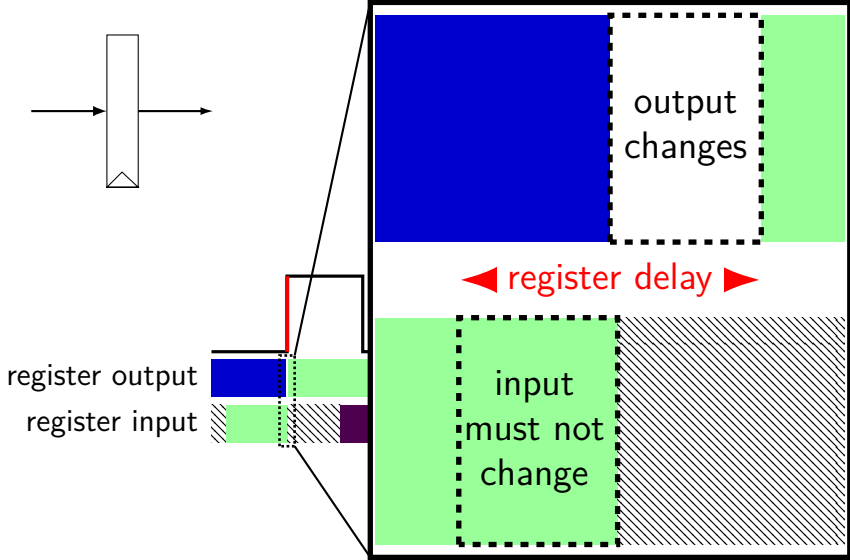 output
changes
register delay
register output
register input
input
must not
change